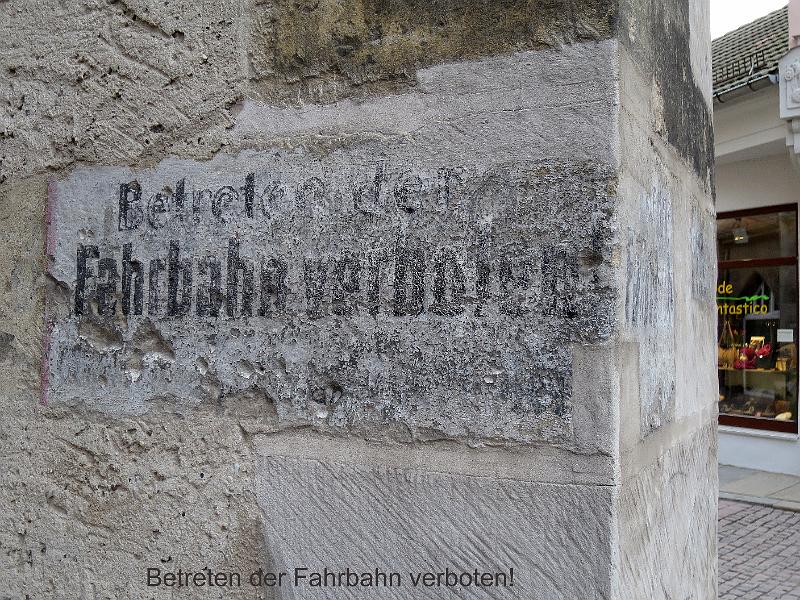 Betreten der
Fahrbahn verboten!
de
ntastico
Betreten der Fahrbahn verboten!